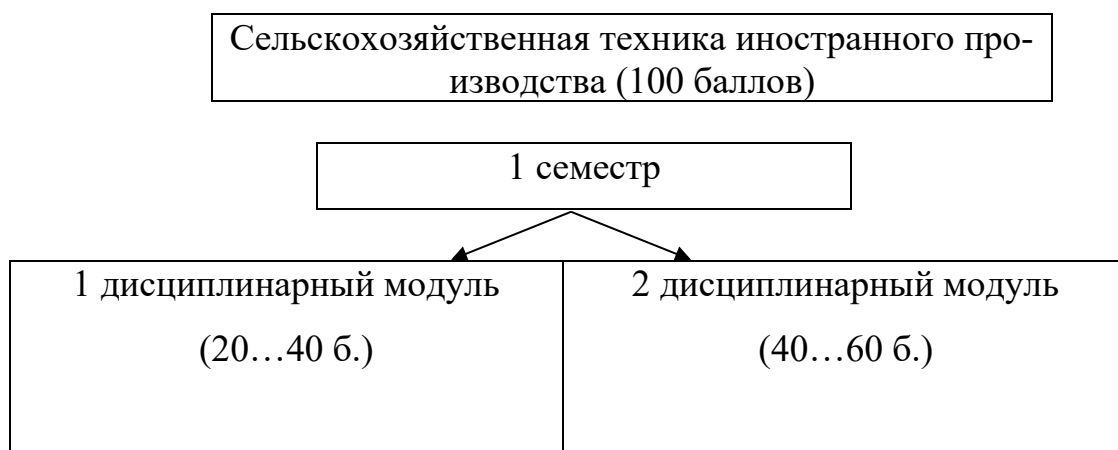 Сельскохозяйственная техника иностранного про-
изводства (100 баллов)
1 семестр
1 дисциплинарный модуль
(20…40 б.)
2 дисциплинарный модуль
(40…60 б.)